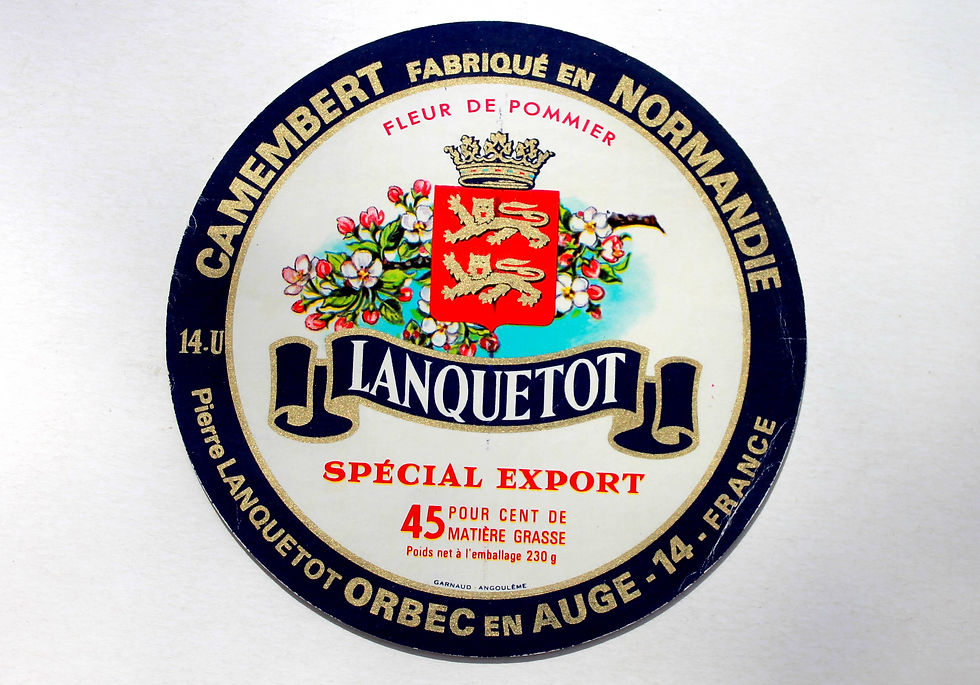 CAMEMBERT FABRIQUÉ EN NORMANDIE
FLEUR DE POMMIER
14-U
LANQUETOT
SPÉCIAL EXPORT
45 POUR CENT DE
MATIÈRE GRASSE
Poids net à l'emballage 230 g
GARNAUD - ANGOULÊME
Pierre LANQUETOT ORBEC EN AUGE - 14 - FRANCE